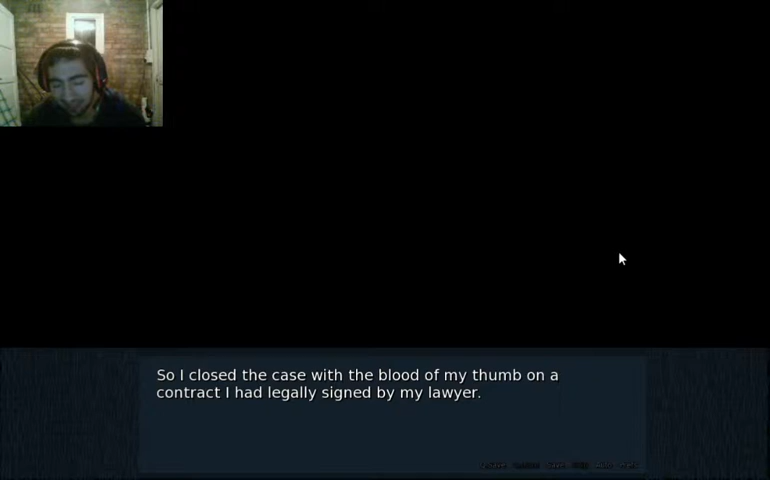 So I closed the case with the blood of my thumb on a
contract I had legally signed by my lawyer.